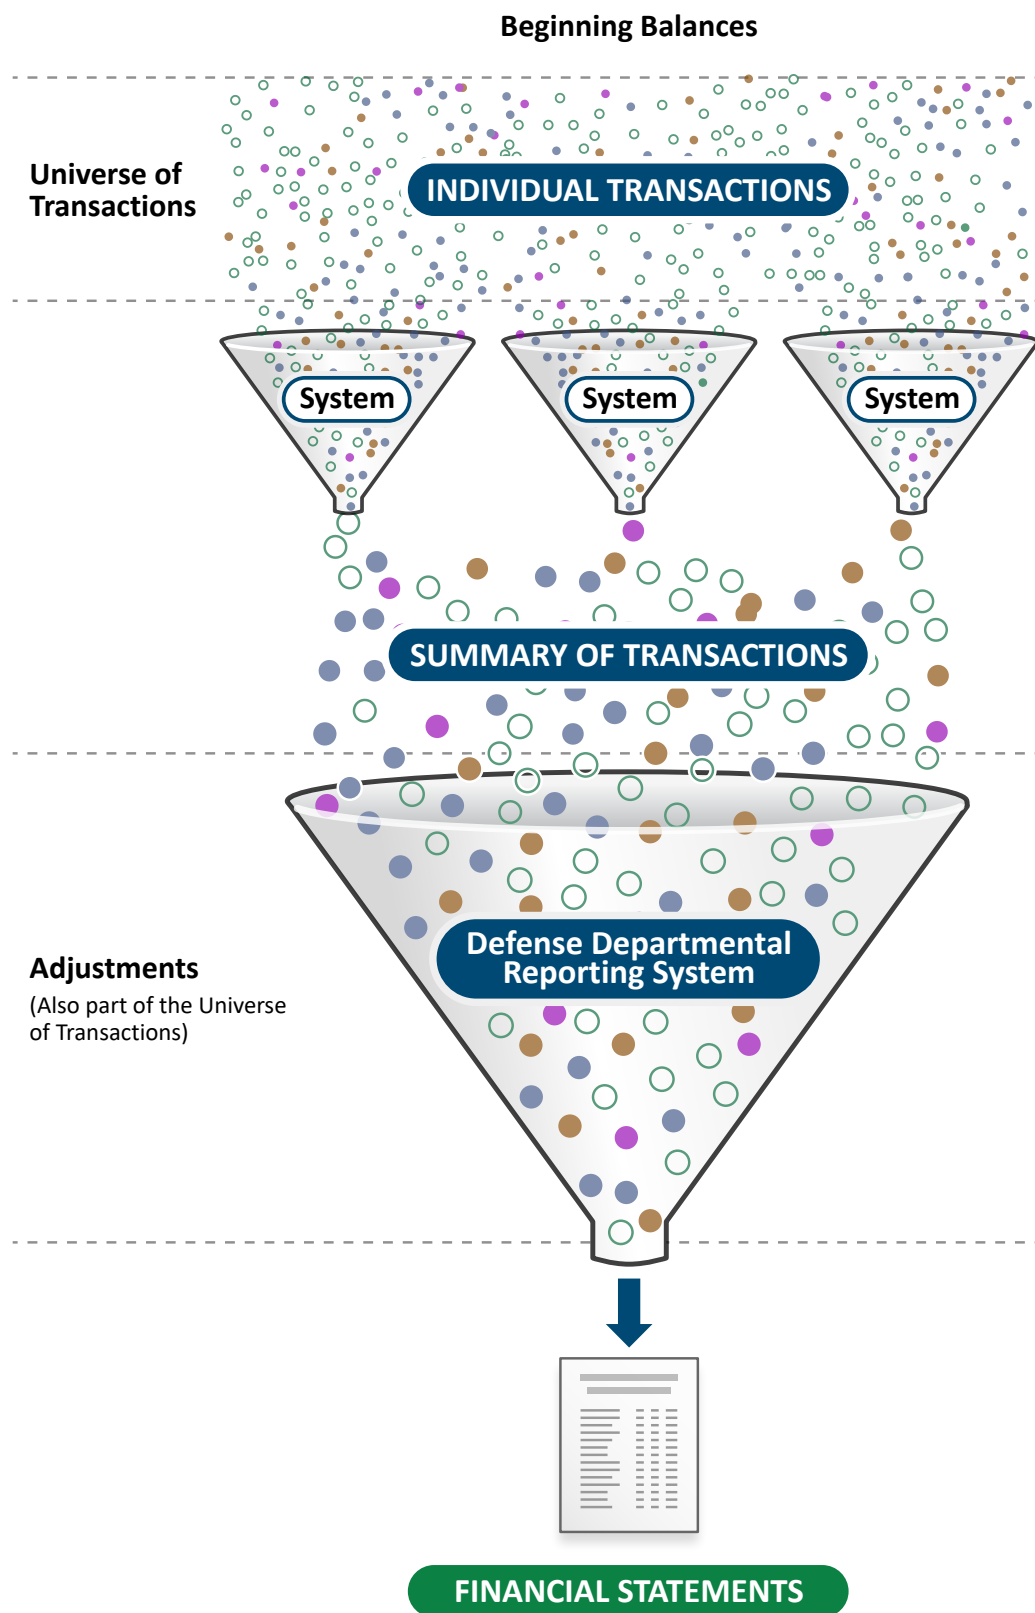 Beginning Balances
Universe of
Transactions
INDIVIDUAL TRANSACTIONS
System
System
System
SUMMARY OF TRANSACTIONS
Defense Departmental
Reporting System
Adjustments
(Also part of the Universe
of Transactions)
FINANCIAL STATEMENTS